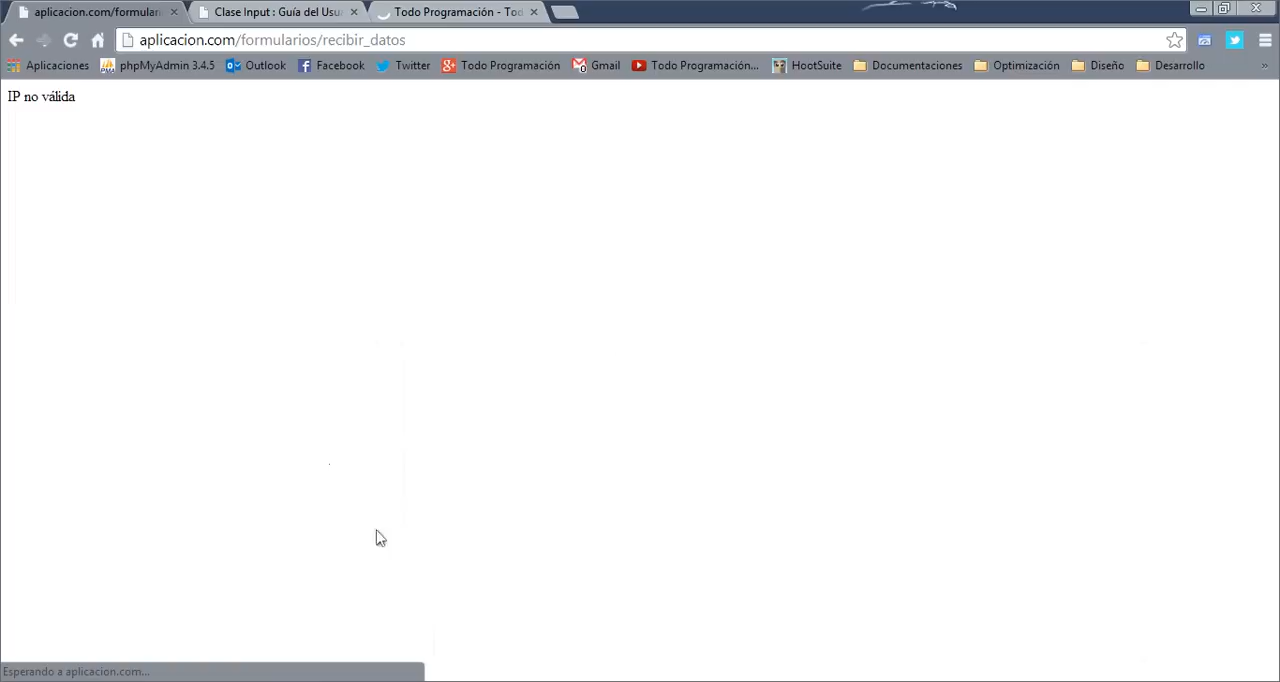 aplicacion.com/formulari
Clase Input : Guía del Usu
Todo Programación - Tod
aplicacion.com/formularios/recibir_datos
Aplicaciones phpMyAdmin 3.4.5 Outlook Facebook Twitter Todo Programación Gmail Todo Programación... HootSuite Documentaciones Optimización Diseño Desarrollo »
IP no válida
Esperando a aplicacion.com...